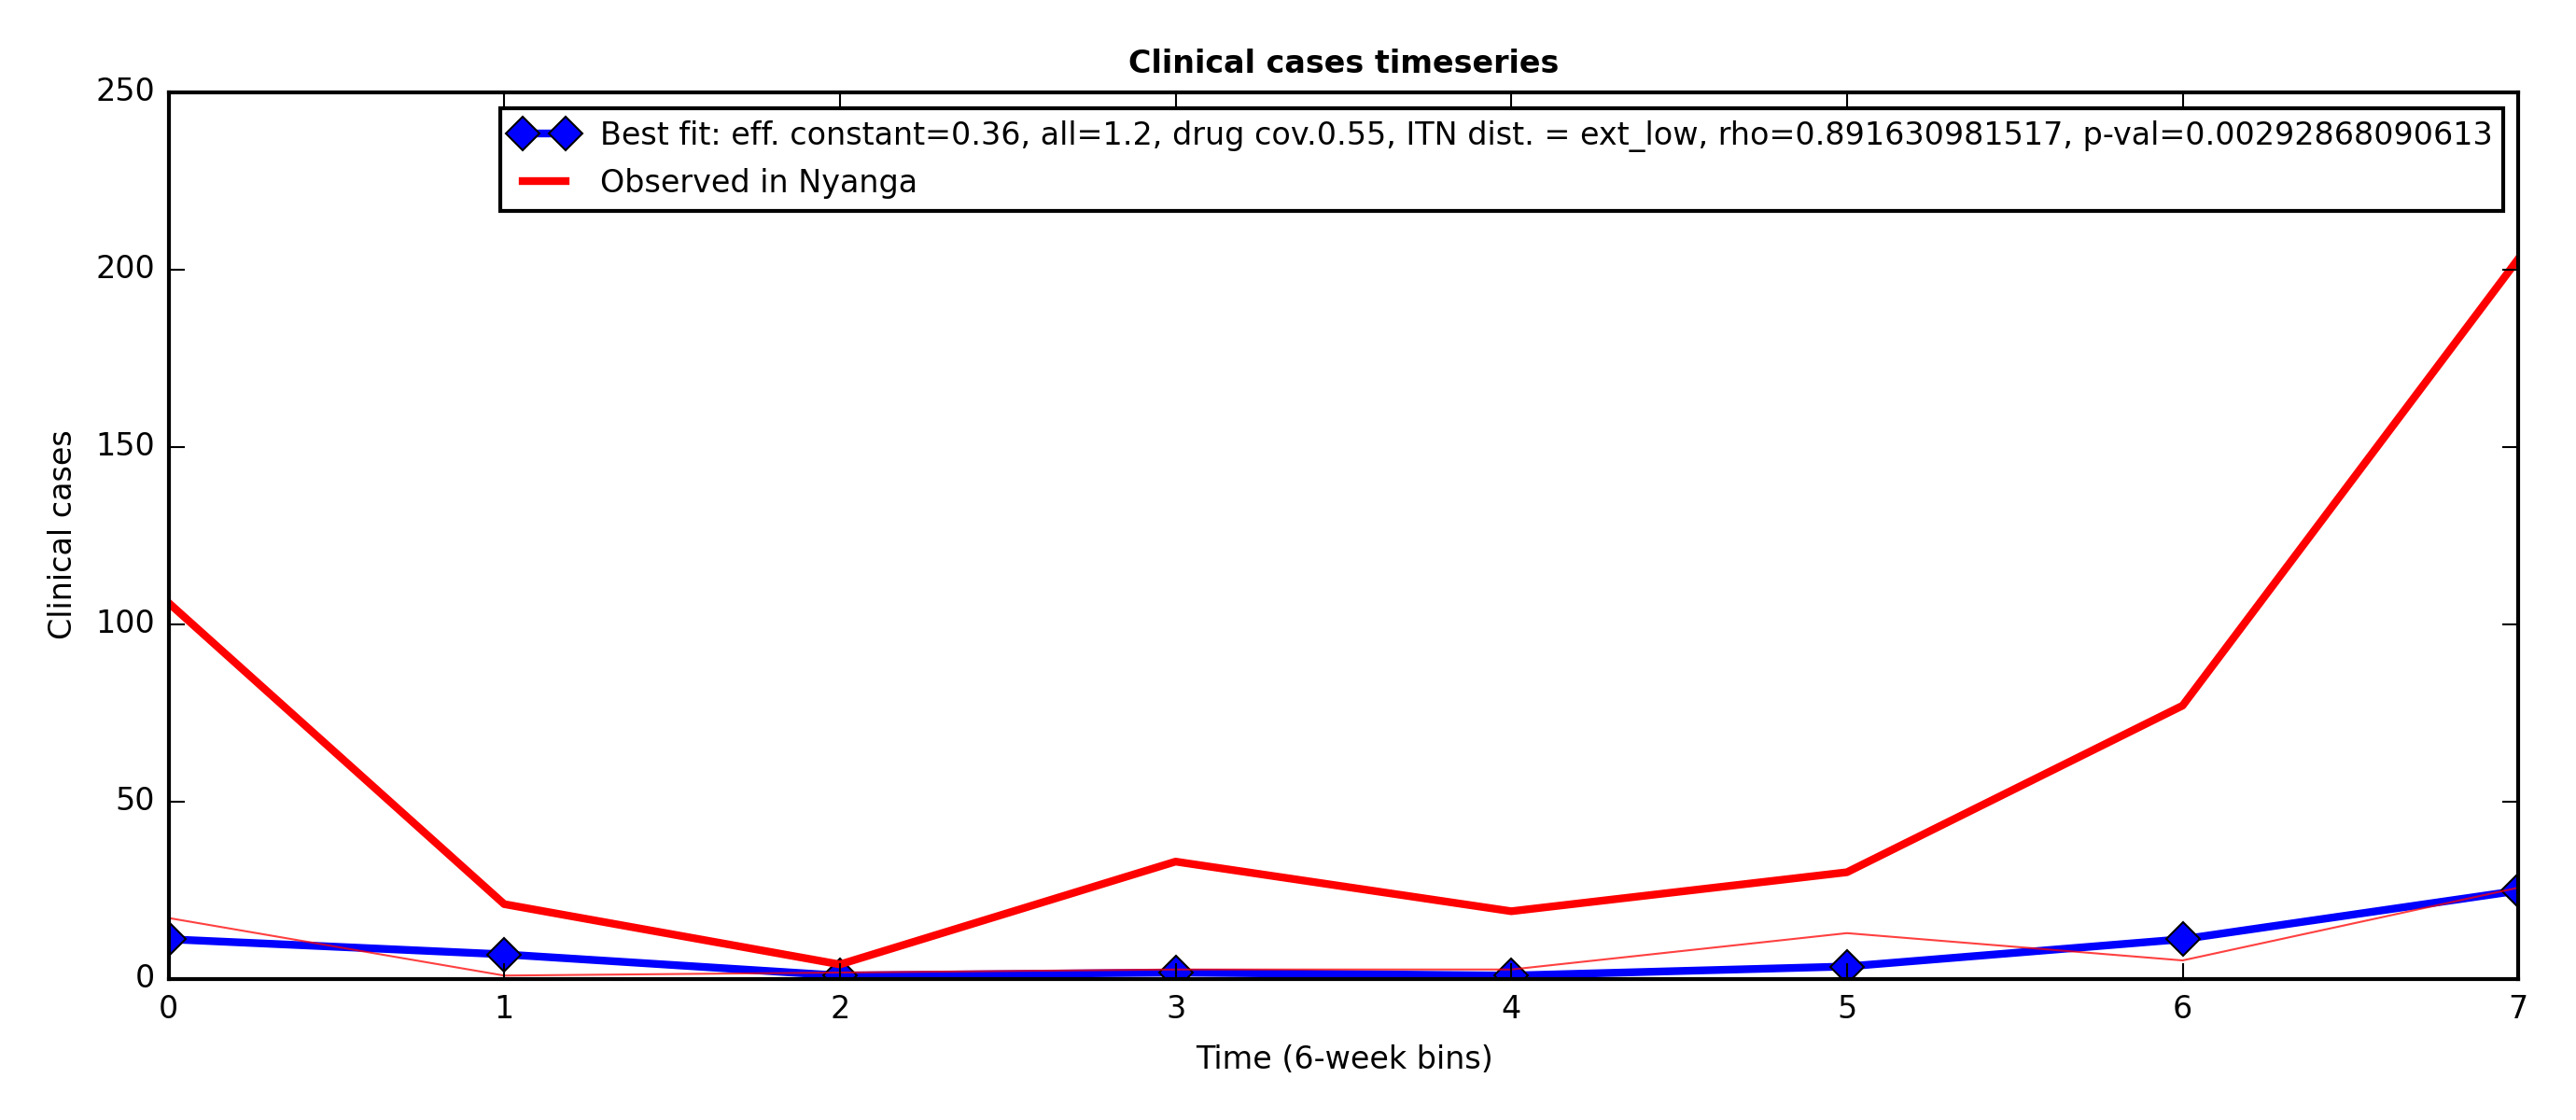 Clinical cases timeseries
250
200
150
100
50
0
Clinical cases
Best fit: eff. constant=0.36, all=1.2, drug cov.0.55, ITN dist. = ext_low, rho=0.891630981517, p-val=0.00292868090613
Observed in Nyanga
0 1 2 3 4 5 6 7
Time (6-week bins)